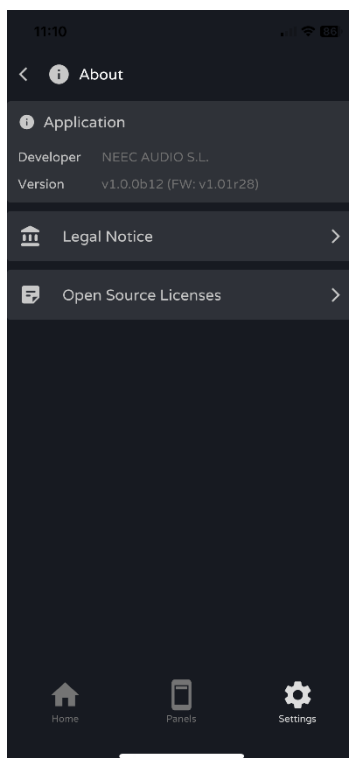 11:10
86
About
Application
Developer NEEC AUDIO S.L.
Version v1.0.0b12 (FW: v1.01r28)
Legal Notice
Open Source Licenses
Home Panels Settings